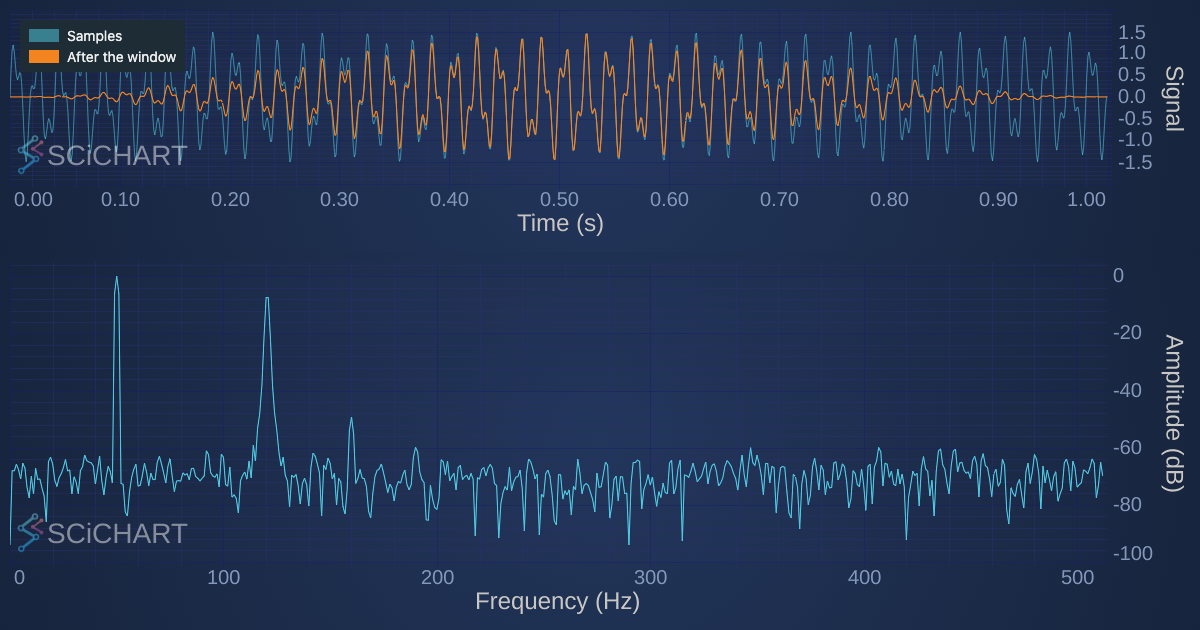 Samples
After the window
1.5
1.0
0.5
0.0
-0.5
-1.0
-1.5
Signal
SCiCHART
0.00 0.10 0.20 0.30 0.40 0.50 0.60 0.70 0.80 0.90 1.00
Time (s)
0
-20
-40
-60
-80
-100
Amplitude (dB)
SCiCHART
0 100 200 300 400 500
Frequency (Hz)